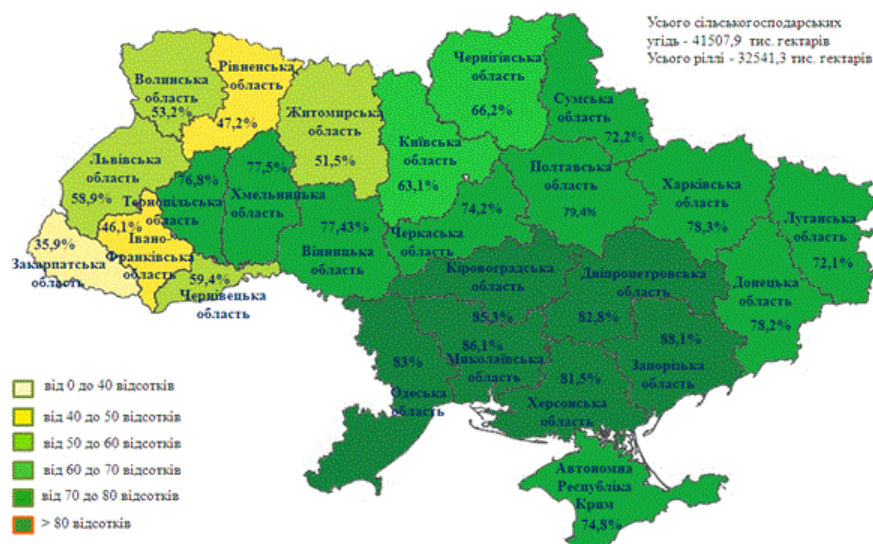 Усього сільськогосподарських
угідь - 41507,9 тис. гектарів
Усього ріллі - 32541,3 тис. гектарів
Волинська
область
53,2%
Рівненська
область
47,2%
Житомирська
область
51,5%
Чернігівська
область
66,2%
Сумська
область
72,2%
Київська
область
63,1%
Львівська
область
58,9%
76,8%
Тернопільська
область
77,5%
Хмельницька
область
77,43%
Вінницька
область
74,2%
Черкаська
область
Полтавська
область
79,4%
Харківська
область
78,3%
Луганська
область
72,1%
Донецька
область
78,2%
35,9%
Закарпатська
область
46,1%
Івано-
Франківська
область
59,4%
Чернівецька
область
Кіровоградська
область
85,3%
Дніпропетровська
область
82,8%
88,1%
Запорізька
область
86,1%
Миколаївська
область
83%
Одеська
область
81,5%
Херсонська
область
Автономна
Республіка
Крим
74,8%
від 0 до 40 відсотків
від 40 до 50 відсотків
від 50 до 60 відсотків
від 60 до 70 відсотків
від 70 до 80 відсотків
> 80 відсотків